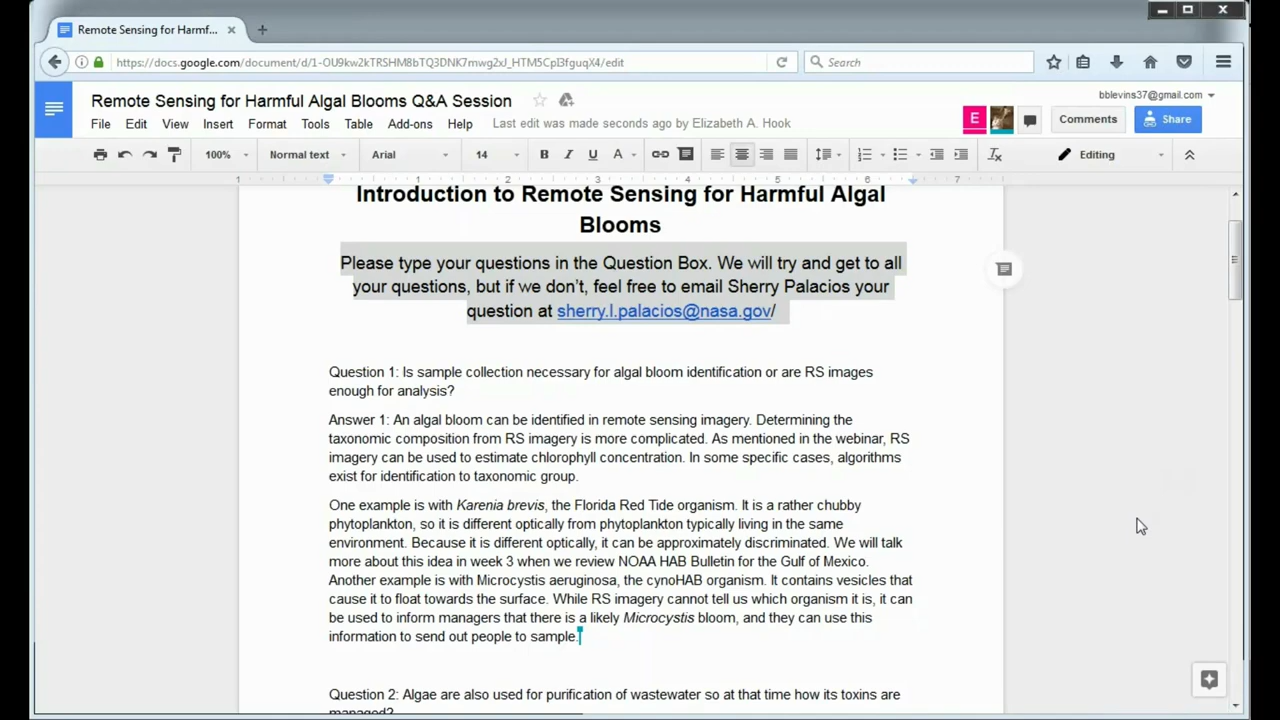 Remote Sensing for Harmf...
https://docs.google.com/document/d/1-OU9kw2kTRSHM8bTQ3DNK7mwg2xJ_HTM5CpI3fguqX4/edit
Search
Remote Sensing for Harmful Algal Blooms Q&A Session
bblevins37@gmail.com
File Edit View Insert Format Tools Table Add-ons Help Last edit was made seconds ago by Elizabeth A. Hook
E Comments Share
100% Normal text Arial 14 B I U A Editing
1 1 2 3 4 5 6 7
Introduction to Remote Sensing for Harmful Algal
Blooms
Please type your questions in the Question Box. We will try and get to all
your questions, but if we don't, feel free to email Sherry Palacios your
question at sherry.l.palacios@nasa.gov/
Question 1: Is sample collection necessary for algal bloom identification or are RS images
enough for analysis?
Answer 1: An algal bloom can be identified in remote sensing imagery. Determining the
taxonomic composition from RS imagery is more complicated. As mentioned in the webinar, RS
imagery can be used to estimate chlorophyll concentration. In some specific cases, algorithms
exist for identification to taxonomic group.
One example is with Karenia brevis, the Florida Red Tide organism. It is a rather chubby
phytoplankton, so it is different optically from phytoplankton typically living in the same
environment. Because it is different optically, it can be approximately discriminated. We will talk
more about this idea in week 3 when we review NOAA HAB Bulletin for the Gulf of Mexico.
Another example is with Microcystis aeruginosa, the cynoHAB organism. It contains vesicles that
cause it to float towards the surface. While RS imagery cannot tell us which organism it is, it can
be used to inform managers that there is a likely Microcystis bloom, and they can use this
information to send out people to sample.
Question 2: Algae are also used for purification of wastewater so at that time how its toxins are
managed?